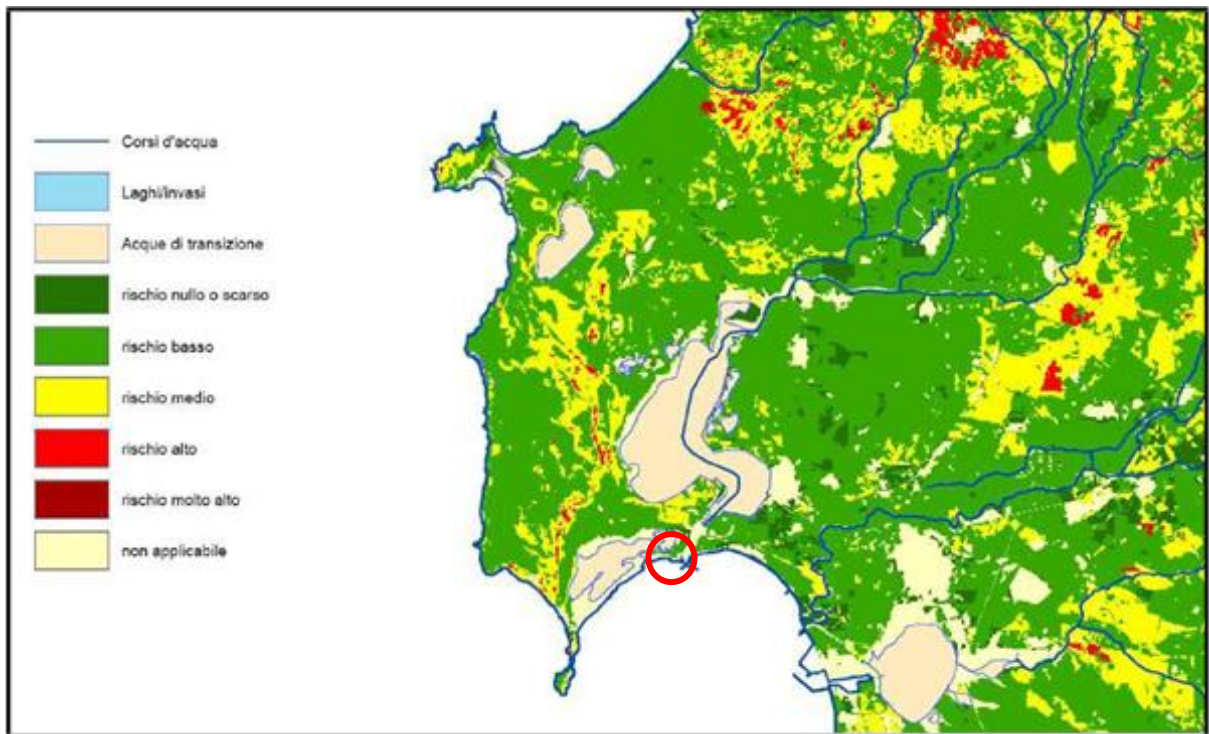 Corsi d'acqua
Laghi/invasi
Acque di transizione
rischio nullo o scarso
rischio basso
rischio medio
rischio alto
rischio molto alto
non applicabile